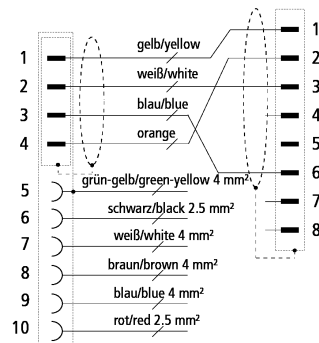 gelb/yellow 1
1 2
weiß/white
2 3
blau/blue
3 4
orange
4 5
6
grün-gelb/green-yellow 4 mm²
5
schwarz/black 2.5 mm² 7
6
weiß/white 4 mm² 8
7
braun/brown 4 mm²
8
blau/blue 4 mm²
9
rot/red 2.5 mm²
10